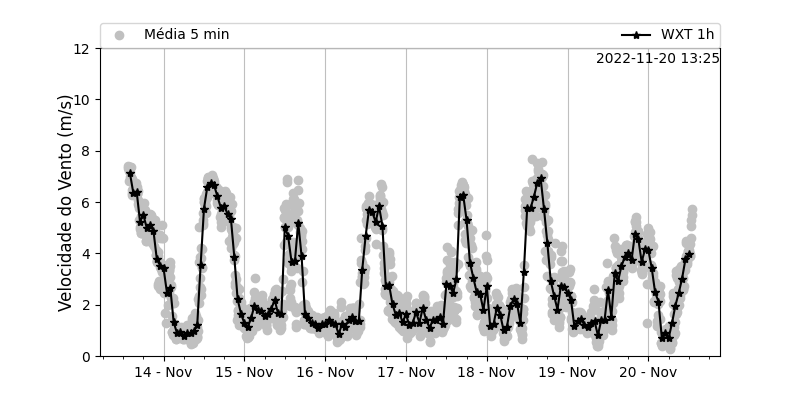 Média 5 min
WXT 1h
2022-11-20 13:25
Velocidade do Vento (m/s)
12
10
8
6
4
2
0
14 - Nov
15 - Nov
16 - Nov
17 - Nov
18 - Nov
19 - Nov
20 - Nov